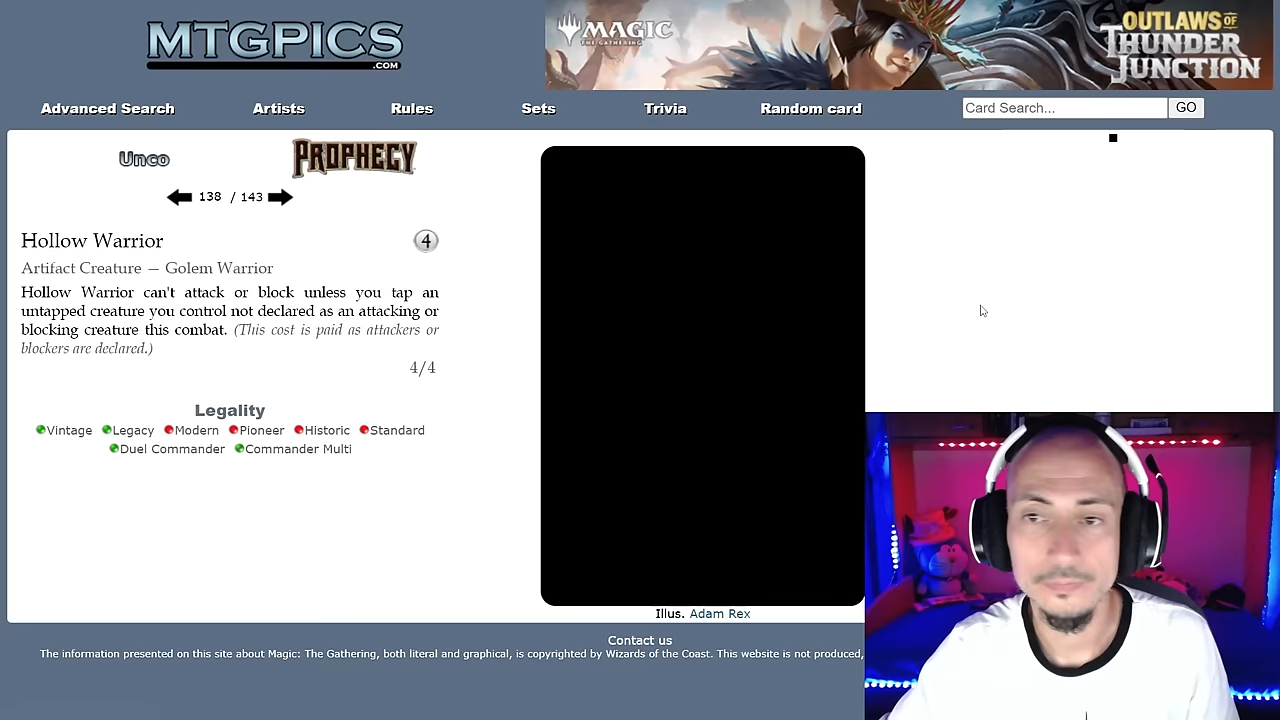 MTGPICS
.COM
MAGIC
THE GATHERING
OUTLAWS OF
THUNDER
JUNCTION
Advanced Search
Artists
Rules
Sets
Trivia
Random card
Card Search...
GO
Unco
PROPHECY
138 / 143
Hollow Warrior
4
Artifact Creature — Golem Warrior
Hollow Warrior can't attack or block unless you tap an
untapped creature you control not declared as an attacking or
blocking creature this combat. (This cost is paid as attackers or
blockers are declared.)
4/4
Legality
Vintage Legacy Modern Pioneer Historic Standard
Duel Commander Commander Multi
Illus. Adam Rex
Contact us
The information presented on this site about Magic: The Gathering, both literal and graphical, is copyrighted by Wizards of the Coast. This website is not produced,